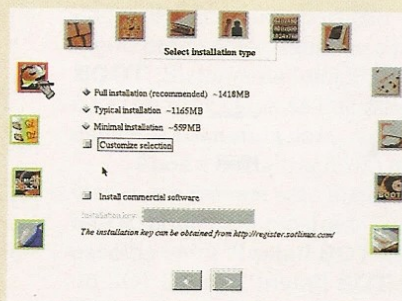 Select installation type
Full installation (recommended) ~1418MB
Typical installation ~1165MB
Minimal installation ~559MB
Customize selection
Install commercial software
Installation key:
The installation key can be obtained from http://register.sotlinux.com/